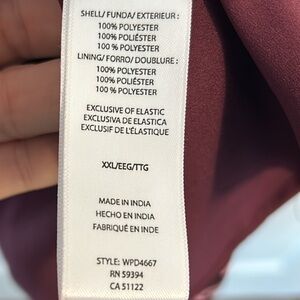 SHELL/ FUNDA/ EXTERIEUR :
100% POLYESTER
100% POLIÉSTER
100% POLYESTER
LINING/ FORRO/ DOUBLURE :
100% POLYESTER
100% POLIÉSTER
100 % POLYESTER
EXCLUSIVE OF ELASTIC
EXCLUSIVA DE ELASTICA
EXCLUSIF DE L'ÉLASTIQUE
XXL/EEG/TTG
MADE IN INDIA
HECHO EN INDIA
FABRIQUÉ EN INDE
STYLE: WPD4667
RN 59394
CA 51122